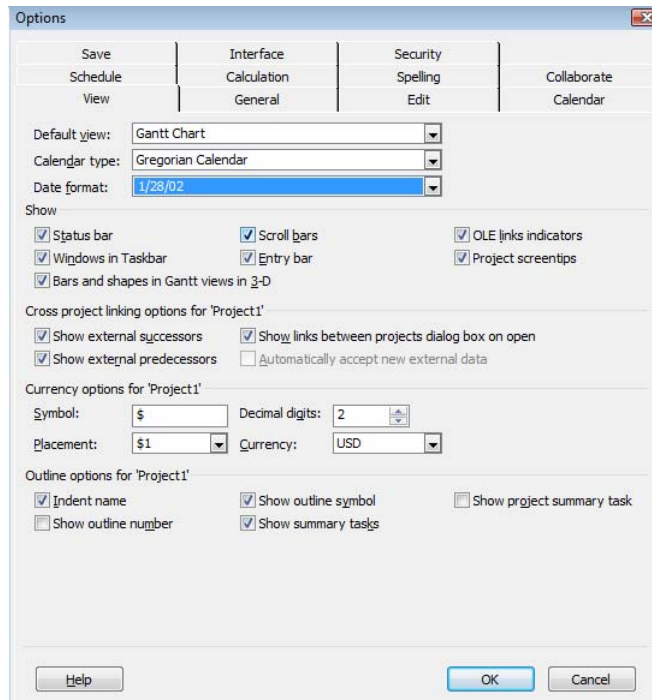 Options
Save Interface Security
Schedule Calculation Spelling Collaborate
View General Edit Calendar
Default view: Gantt Chart
Calendar type: Gregorian Calendar
Date format: 1/28/02
Show
Status bar Scroll bars OLE links indicators
Windows in Taskbar Entry bar Project screentips
Bars and shapes in Gantt views in 3-D
Cross project linking options for 'Project1'
Show external successors Show links between projects dialog box on open
Show external predecessors Automatically accept new external data
Currency options for 'Project1'
Symbol: $ Decimal digits: 2
Placement: $1 Currency: USD
Outline options for 'Project1'
Indent name Show outline symbol Show project summary task
Show outline number Show summary tasks
Help OK Cancel